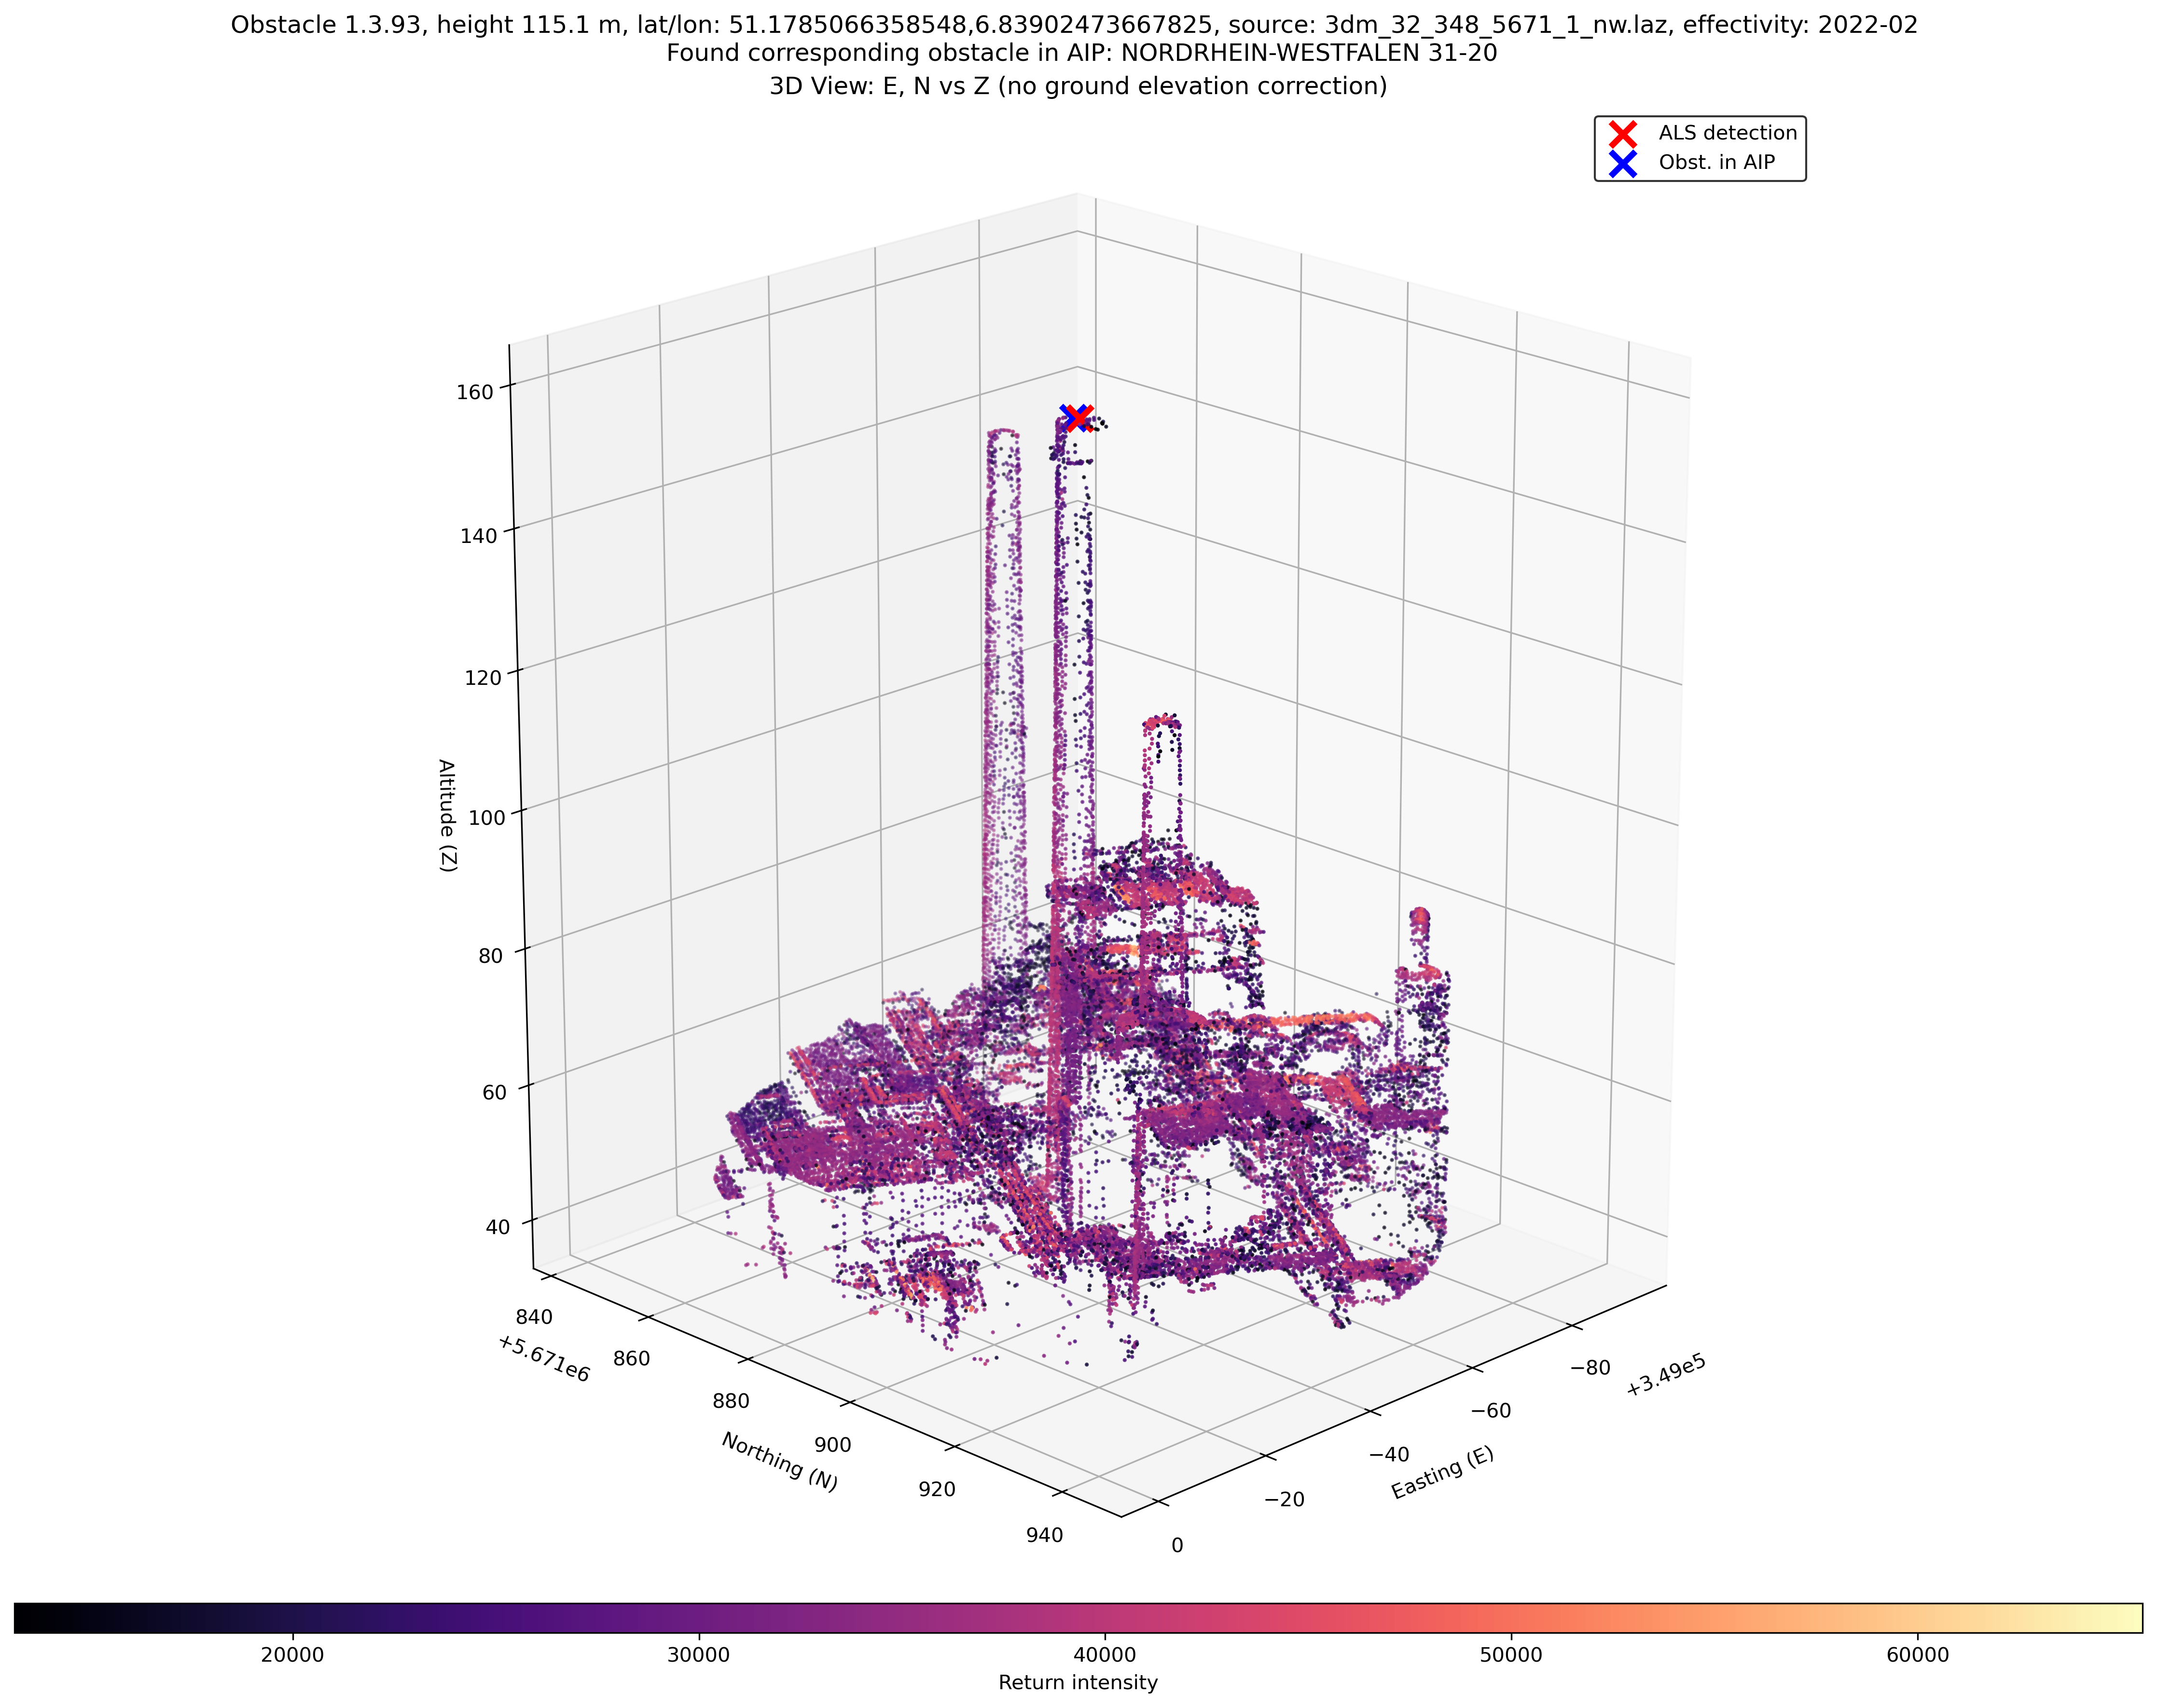 Obstacle 1.3.93, height 115.1 m, lat/lon: 51.1785066358548,6.83902473667825, source: 3dm_32_348_5671_1_nw.laz, effectivity: 2022-02
Found corresponding obstacle in AIP: NORDRHEIN-WESTFALEN 31-20
3D View: E, N vs Z (no ground elevation correction)
ALS detection
Obst. in AIP
160
140
120
100
80
60
40
Altitude (Z)
840
860
880
900
920
940
+5.671e6
Northing (N)
0
−20
−40
−60
−80
+3.49e5
Easting (E)
20000
30000
40000
50000
60000
Return intensity